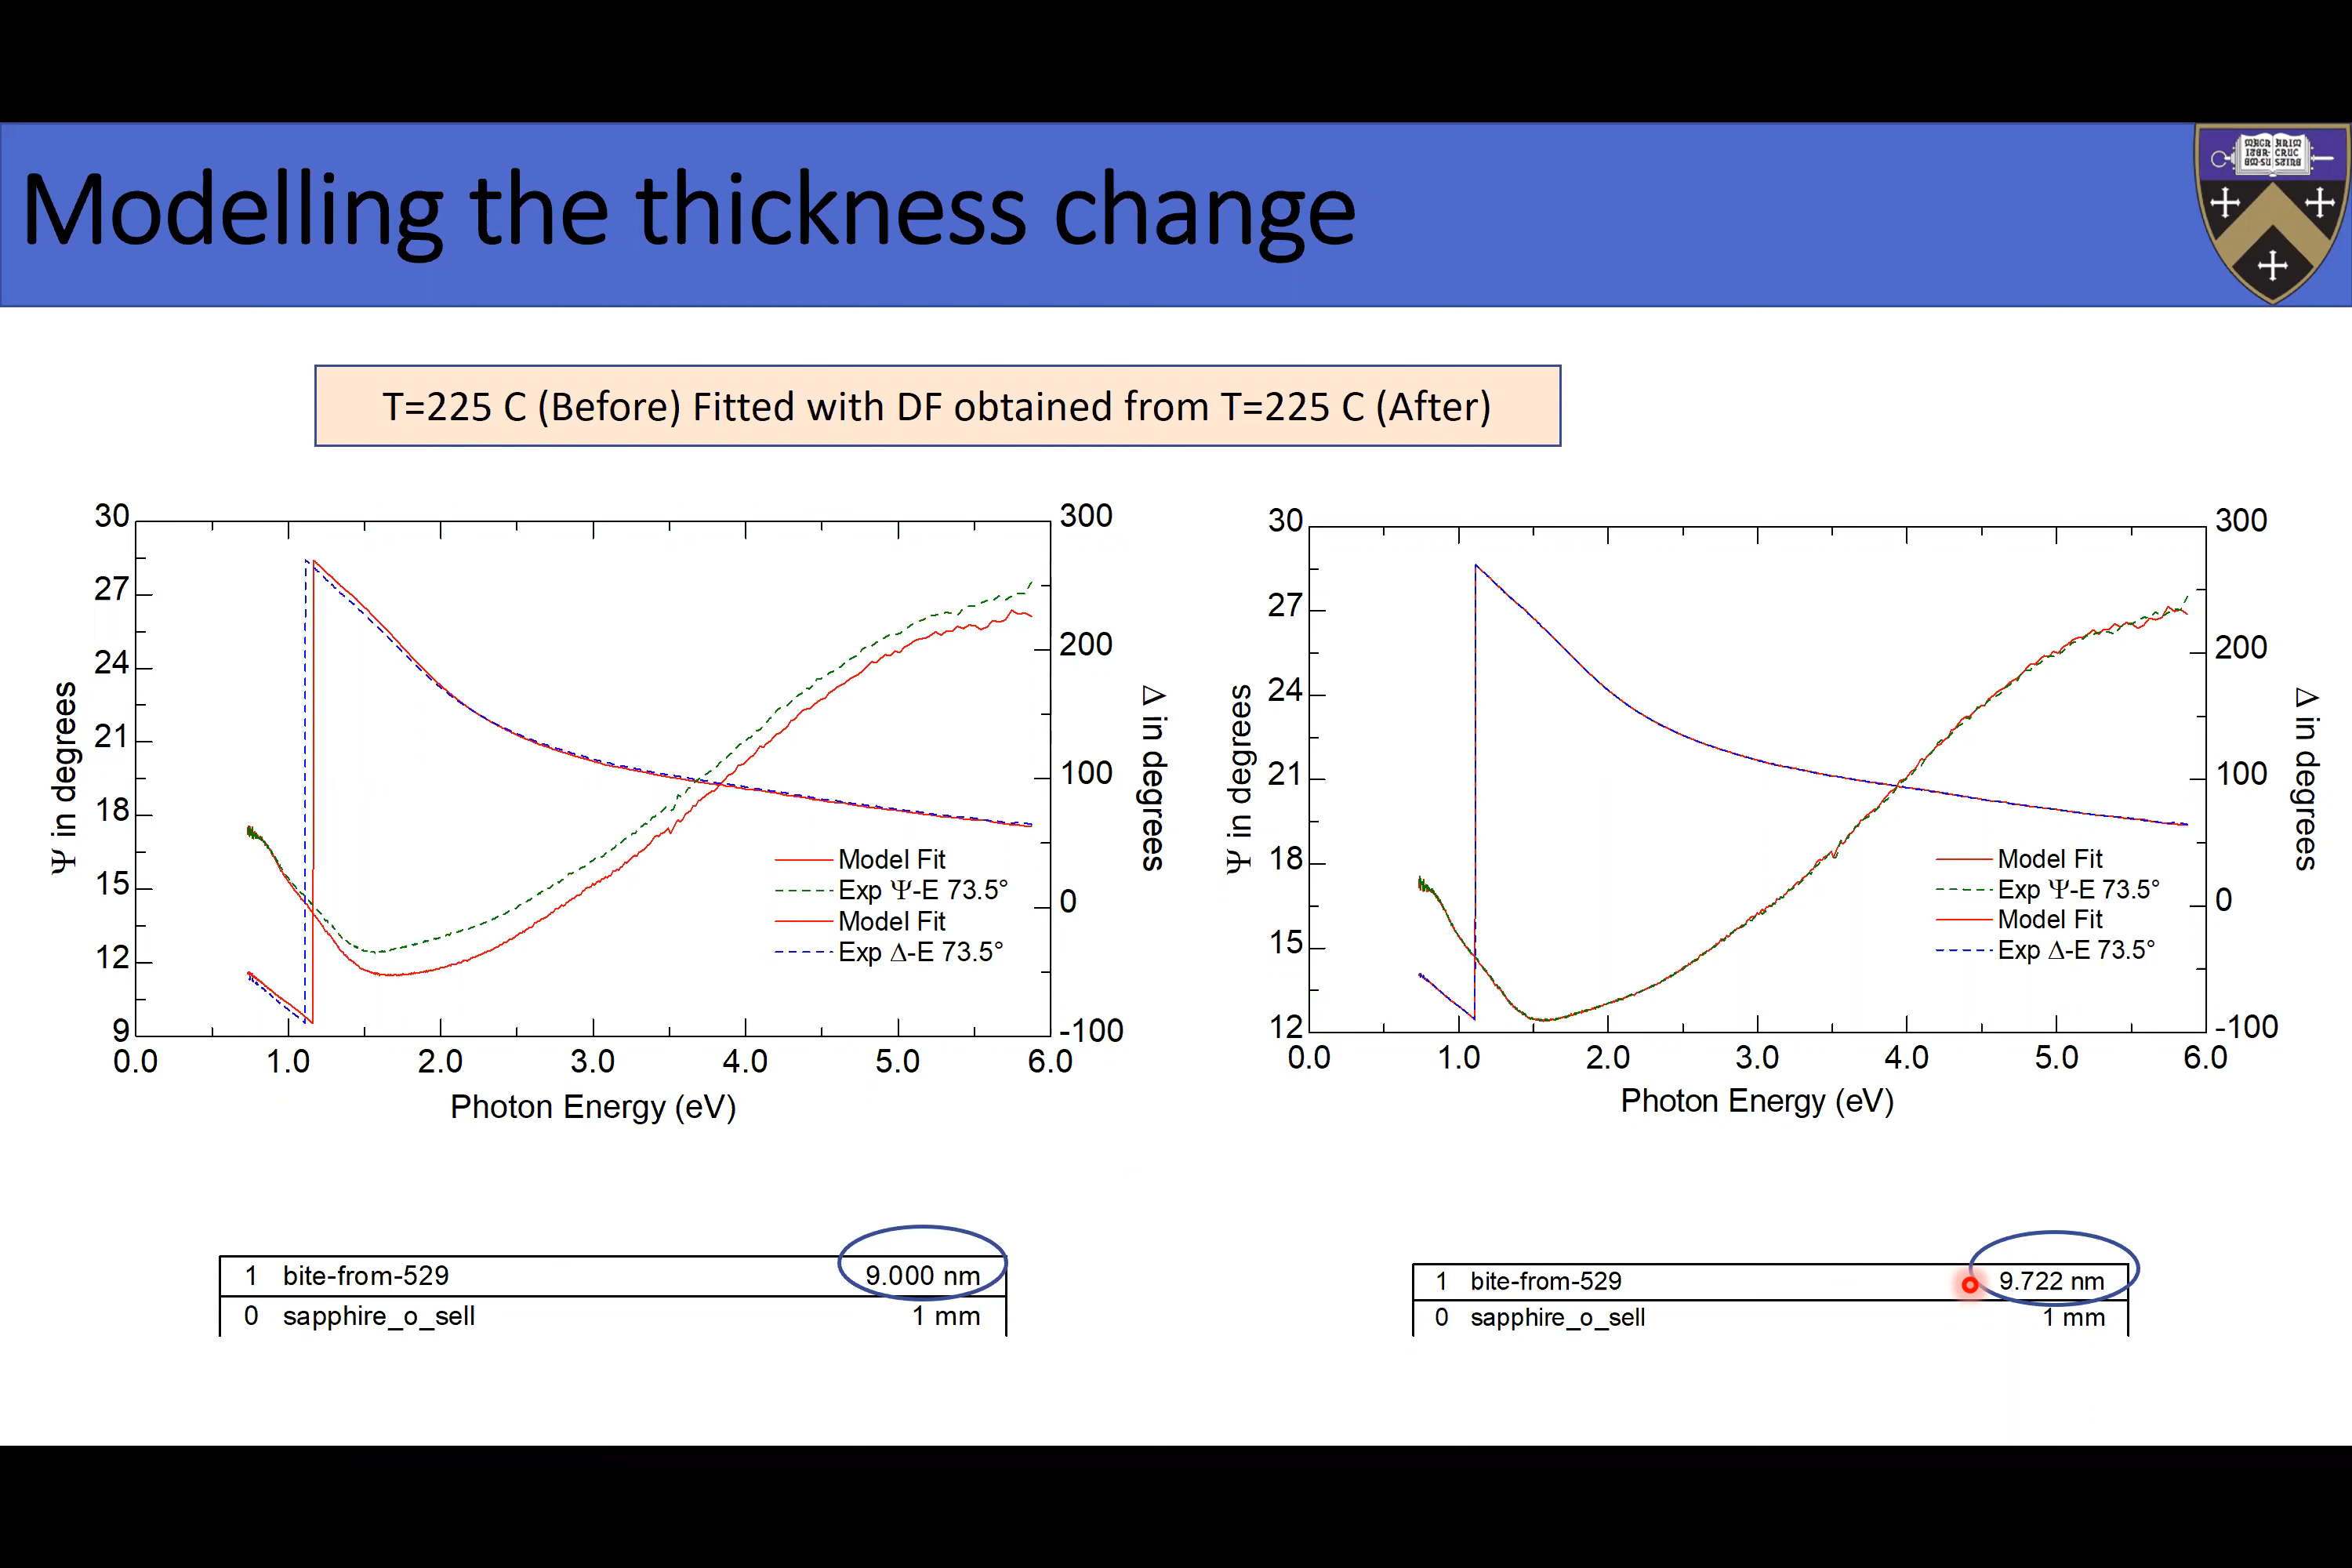 Modelling the thickness change
T=225 C (Before) Fitted with DF obtained from T=225 C (After)
30
27
24
21
18
15
12
9
Ψ in degrees
300
200
100
0
-100
Δ in degrees
Model Fit
Exp Ψ-E 73.5°
Model Fit
Exp Δ-E 73.5°
0.0 1.0 2.0 3.0 4.0 5.0 6.0
Photon Energy (eV)
30
27
24
21
18
15
12
Ψ in degrees
300
200
100
0
-100
Δ in degrees
Model Fit
Exp Ψ-E 73.5°
Model Fit
Exp Δ-E 73.5°
0.0 1.0 2.0 3.0 4.0 5.0 6.0
Photon Energy (eV)
1 bite-from-529 9.000 nm
0 sapphire_o_sell 1 mm
1 bite-from-529 9.722 nm
0 sapphire_o_sell 1 mm